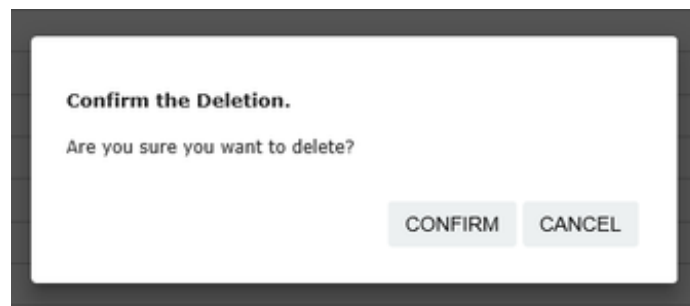 Confirm the Deletion.
Are you sure you want to delete?
CONFIRM CANCEL